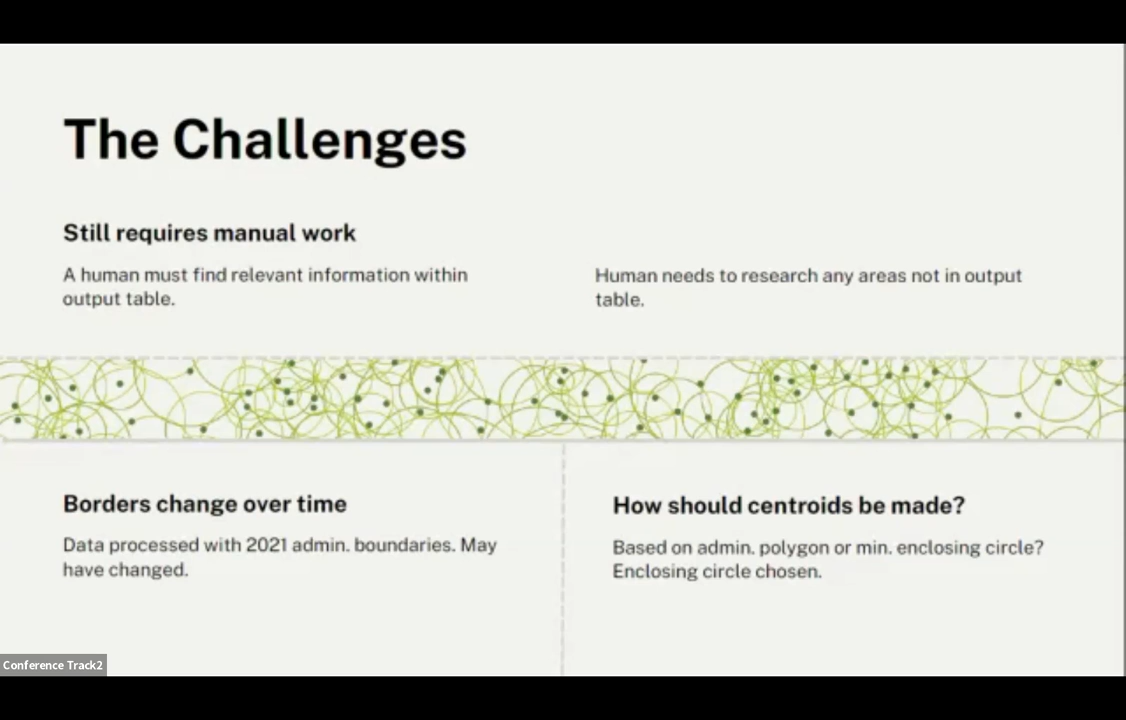 The Challenges
Still requires manual work
A human must find relevant information within
output table.
Human needs to research any areas not in output
table.
Borders change over time
Data processed with 2021 admin. boundaries. May
have changed.
How should centroids be made?
Based on admin. polygon or min. enclosing circle?
Enclosing circle chosen.
Conference Track2